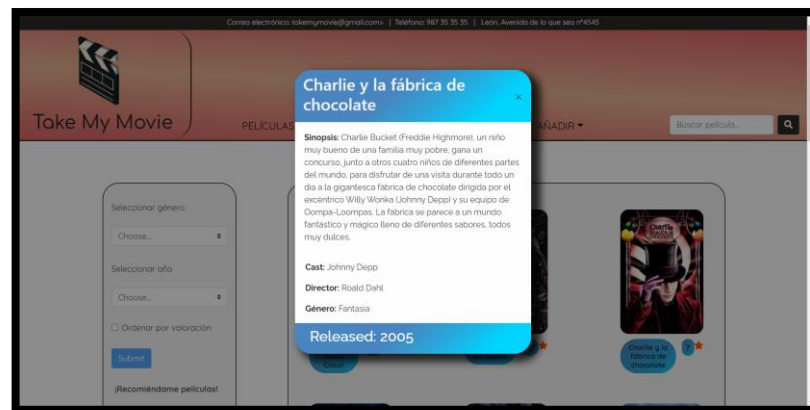 Correo electrónico: takemymovie@gmail.com> | Teléfono: 987 35 35 35 | León, Avenida de lo que sea nº4545
Take My Movie
PELÍCULAS
AÑADIR
Buscar película..
Charlie y la fábrica de
chocolate
×
Sinopsis: Charlie Bucket (Freddie Highmore), un niño
muy bueno de una familia muy pobre, gana un
concurso, junto a otros cuatro niños de diferentes partes
del mundo, para disfrutar de una visita durante todo un
día a la gigantesca fábrica de chocolate dirigida por el
excéntrico Willy Wonka (Johnny Depp) y su equipo de
Oompa-Loompas. La fábrica se parece a un mundo
fantástico y mágico lleno de diferentes sabores, todos
muy dulces.
Cast: Johnny Depp
Director: Roald Dahl
Género: Fantasia
Released: 2005
Seleccionar género
Choose...
Seleccionar año
Choose...
Ordenar por valoración
Submit
¡Recomiéndame películas!
Clausl
Charlie
Charlie y la
fábrica de
chocolate
7